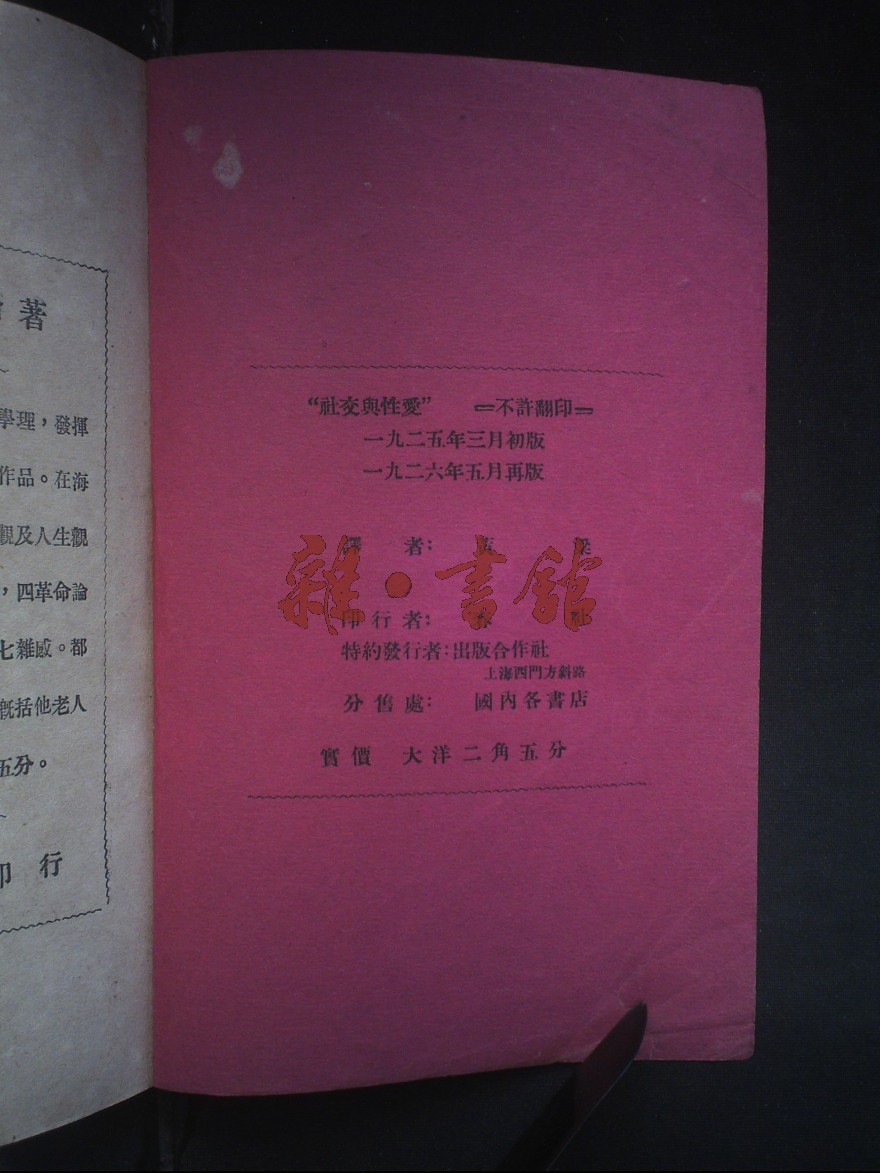 著
學理，發揮
作品。在海
觀及人生觀
，四革命論
七雜感。都
概括他老人
五分。
印行
“社交與性愛” ＝不許翻印＝
一九二五年三月初版
一九二六年五月再版
譯者：
雜·書館
印行者：
特約發行者：出版合作社
上海西門方斜路
分售處： 國內各書店
實價 大洋二角五分